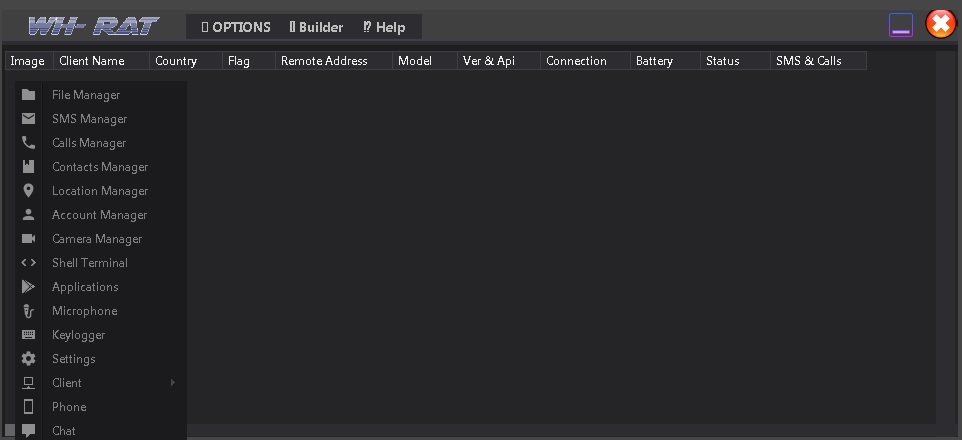 WH- RAT OPTIONS Builder Help
Image Client Name Country Flag Remote Address Model Ver & Api Connection Battery Status SMS & Calls
File Manager
SMS Manager
Calls Manager
Contacts Manager
Location Manager
Account Manager
Camera Manager
Shell Terminal
Applications
Microphone
Keylogger
Settings
Client
Phone
Chat